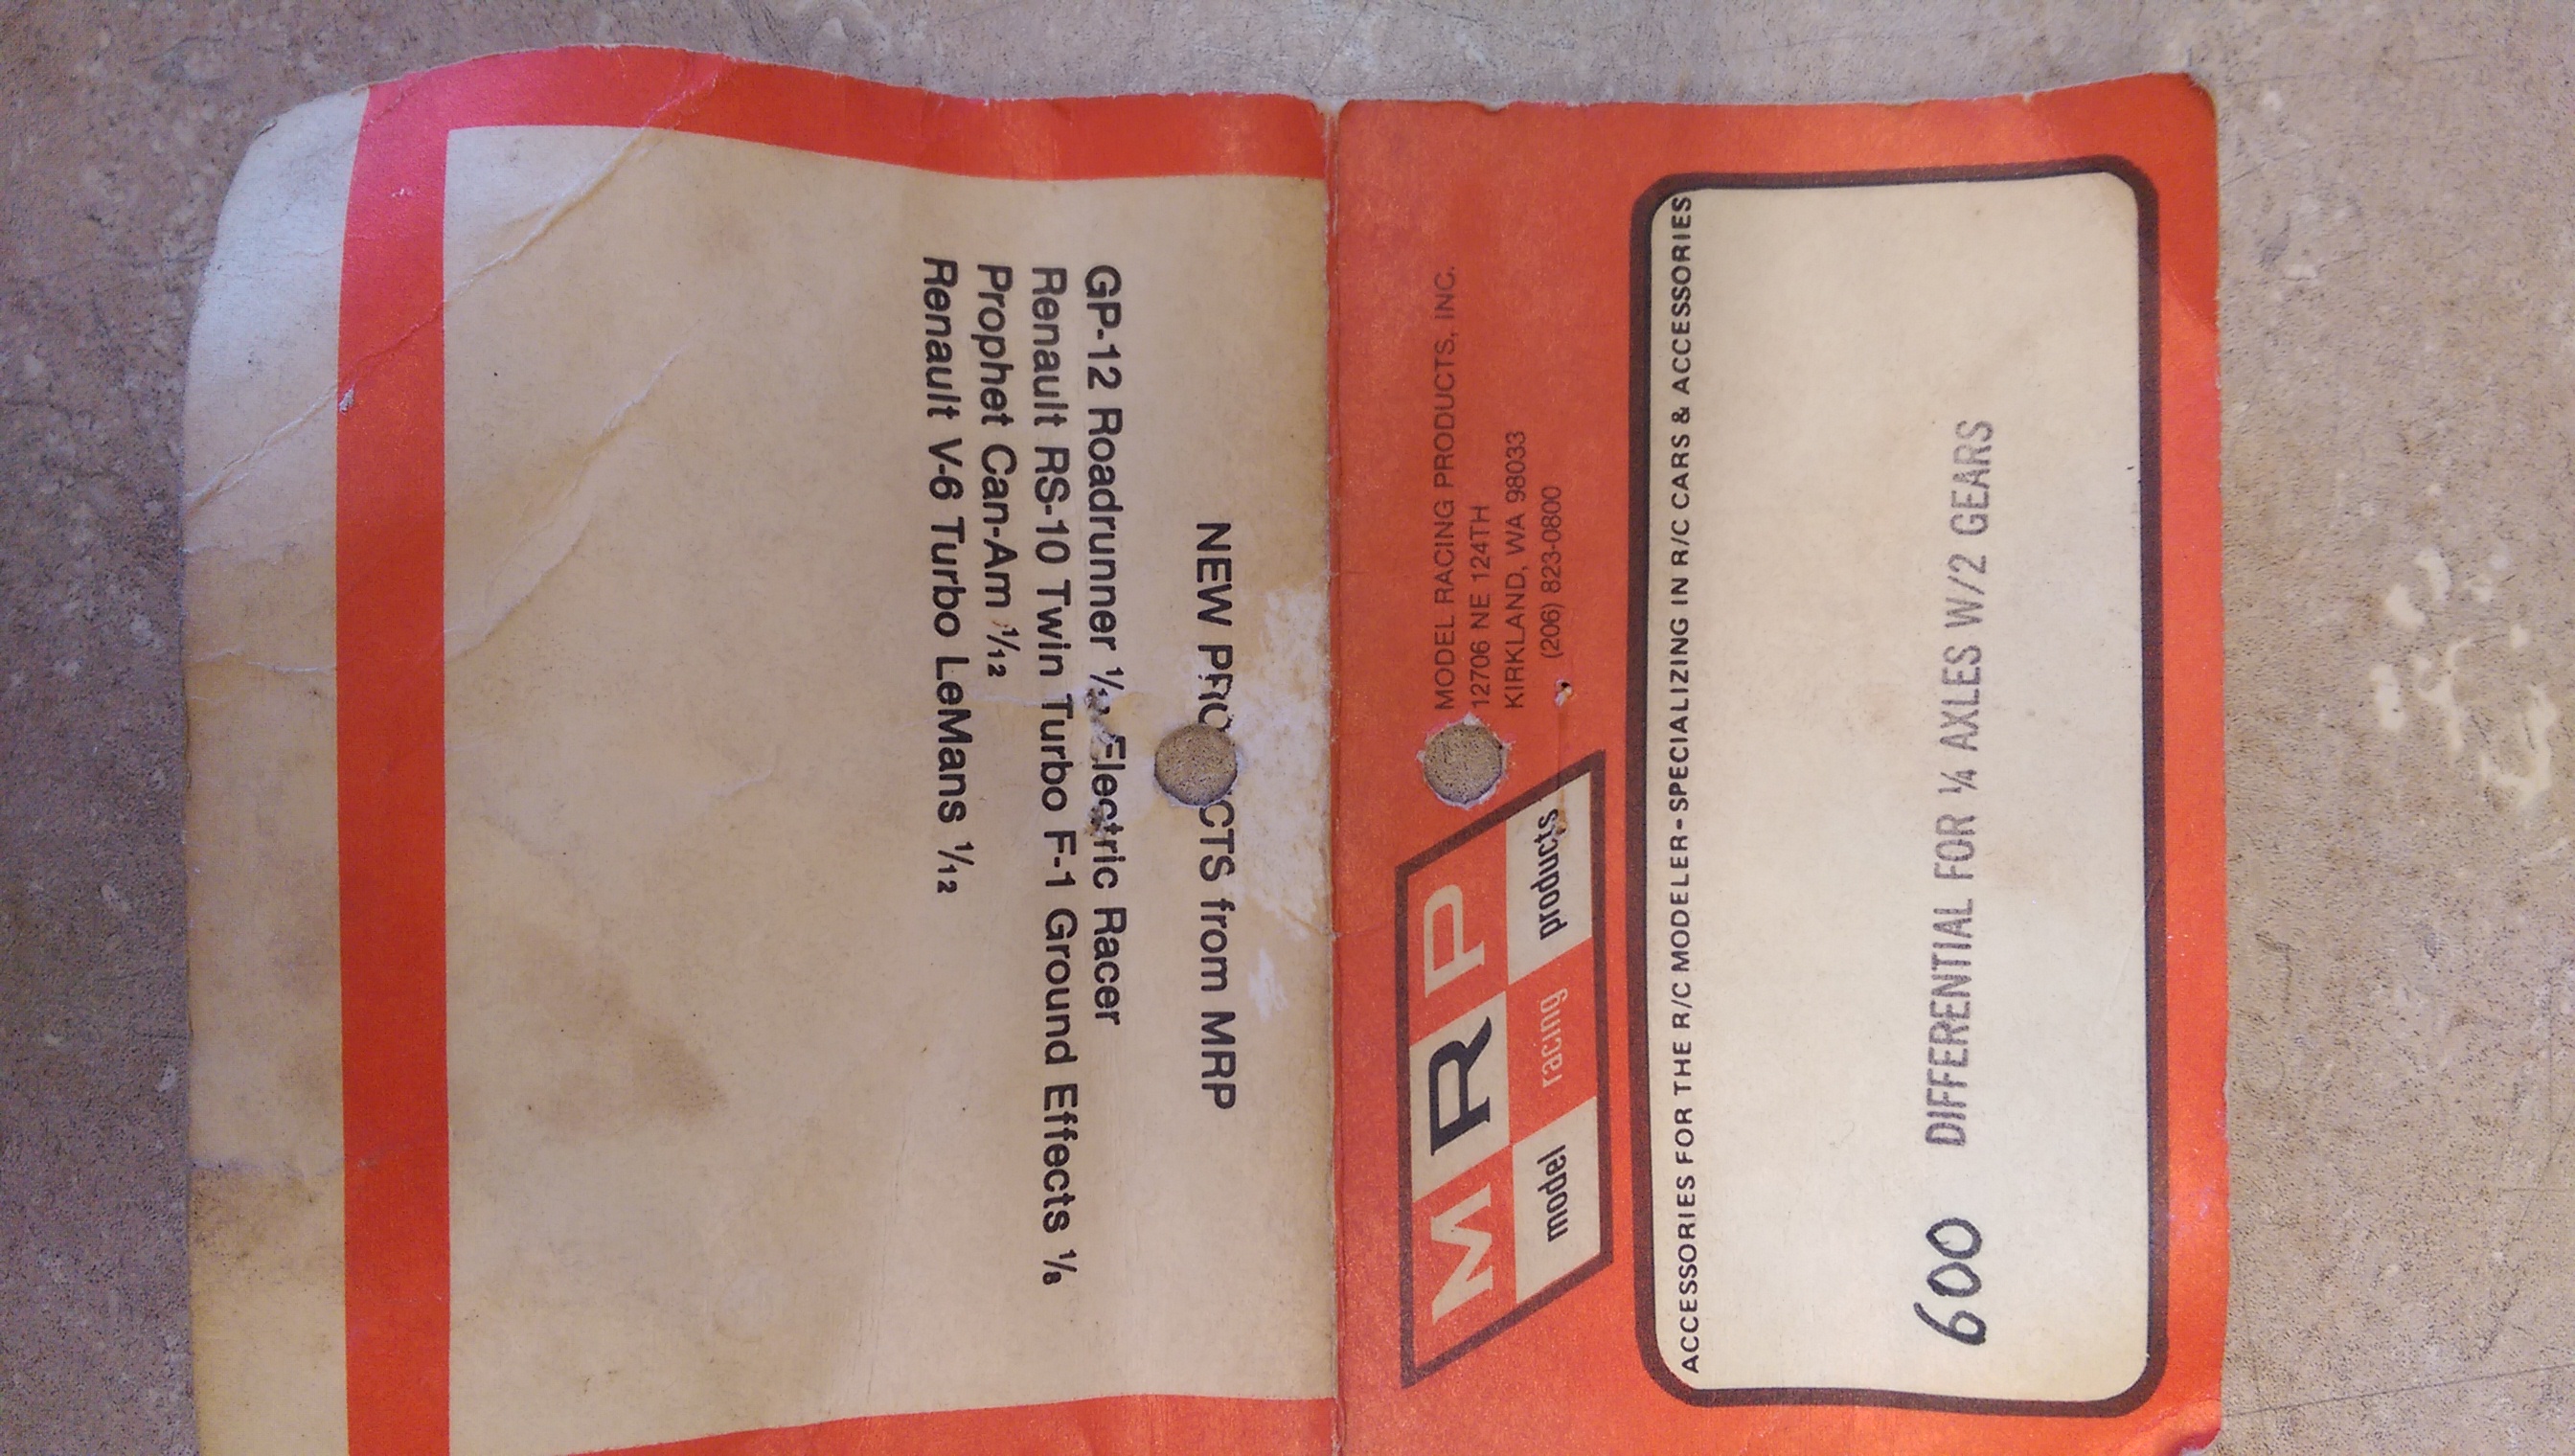 MRP
model racing products
MODEL RACING PRODUCTS, INC.
12706 NE 124TH
KIRKLAND, WA 98033
(206) 823-0800
ACCESSORIES FOR THE R/C MODELER-SPECIALIZING IN R/C CARS & ACCESSORIES
600 DIFFERENTIAL FOR ¼ AXLES W/2 GEARS
NEW from MRP
GP-12 Roadrunner Electric Racer
Renault RS-10 Twin Turbo F-1 Ground Effects 1/8
Prophet Can-Am 1/12
Renault V-6 Turbo LeMans 1/12